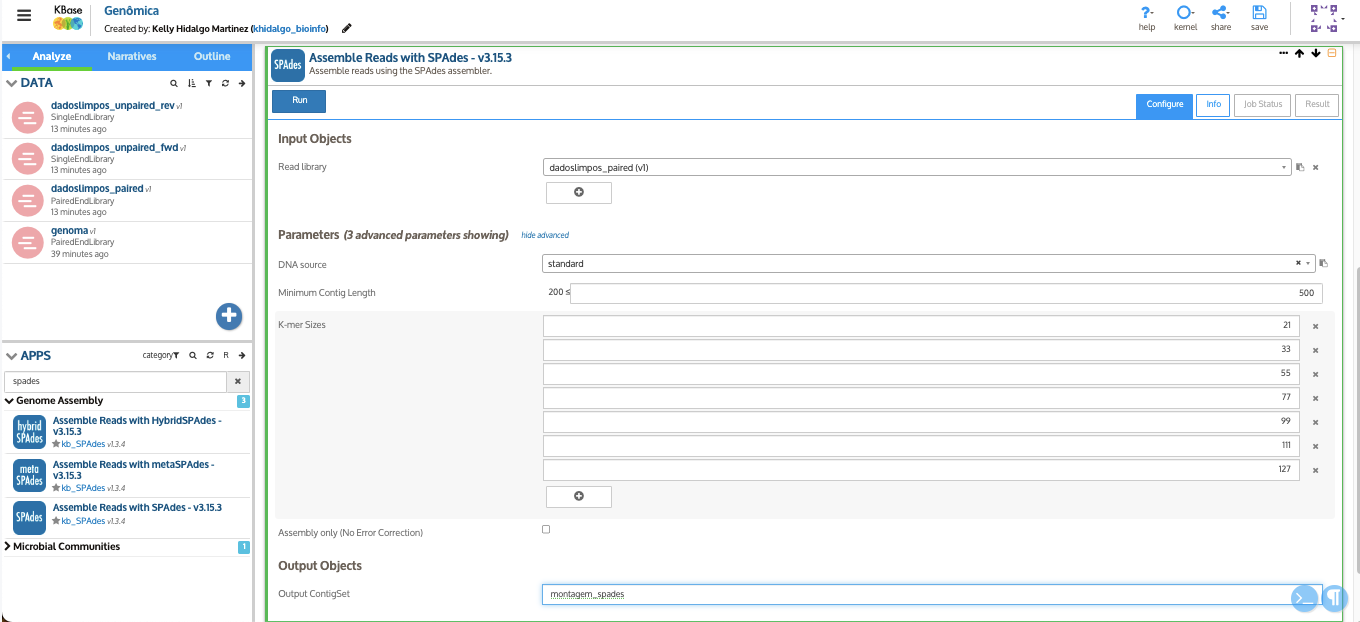 KBase
Genômica
Created by: Kelly Hidalgo Martinez (khidalgo_bioinfo)
help
kernel
share
save
Analyze
Narratives
Outline
DATA
dadoslimpos_unpaired_rev v1
SingleEndLibrary
13 minutes ago
dadoslimpos_unpaired_fwd v1
SingleEndLibrary
13 minutes ago
dadoslimpos_paired v1
PairedEndLibrary
13 minutes ago
genoma v1
PairedEndLibrary
39 minutes ago
APPS
category
R
spades
Genome Assembly 3
hybrid SPAdes
Assemble Reads with HybridSPAdes -
v3.15.3
kb_SPAdes v1.3.4
meta SPAdes
Assemble Reads with metaSPAdes -
v3.15.3
kb_SPAdes v1.3.4
SPAdes
Assemble Reads with SPAdes - v3.15.3
kb_SPAdes v1.3.4
Microbial Communities 1
SPAdes
Assemble Reads with SPAdes - v3.15.3
Assemble reads using the SPAdes assembler.
Run
Configure
Info
Job Status
Result
Input Objects
Read library
dadoslimpos_paired (v1)
Parameters (3 advanced parameters showing) hide advanced
DNA source
standard
Minimum Contig Length
200 ≤
500
K-mer Sizes
21
33
55
77
99
111
127
Assembly only (No Error Correction)
Output Objects
Output ContigSet
montagem_spades